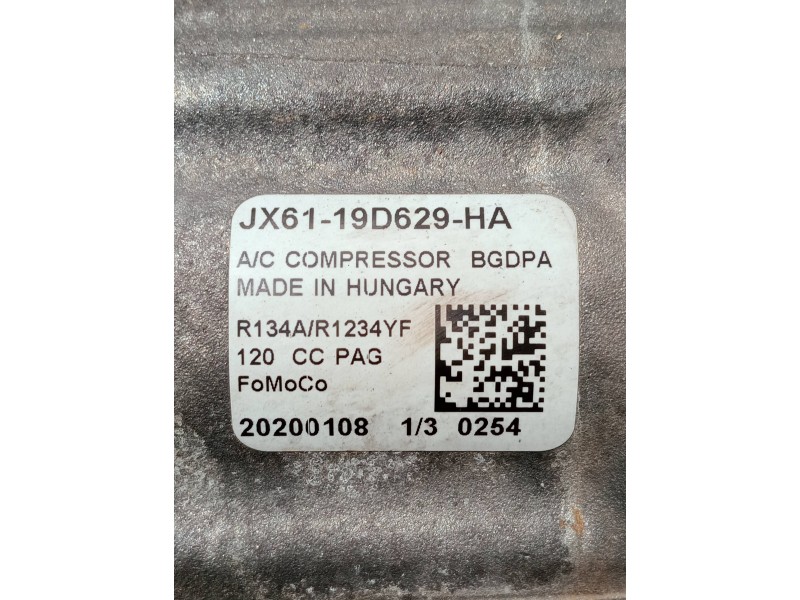 JX61-19D629-HA
A/C COMPRESSOR BGDPA
MADE IN HUNGARY
R134A/R1234YF
120 CC PAG
FoMoCo
20200108 1/3 0254